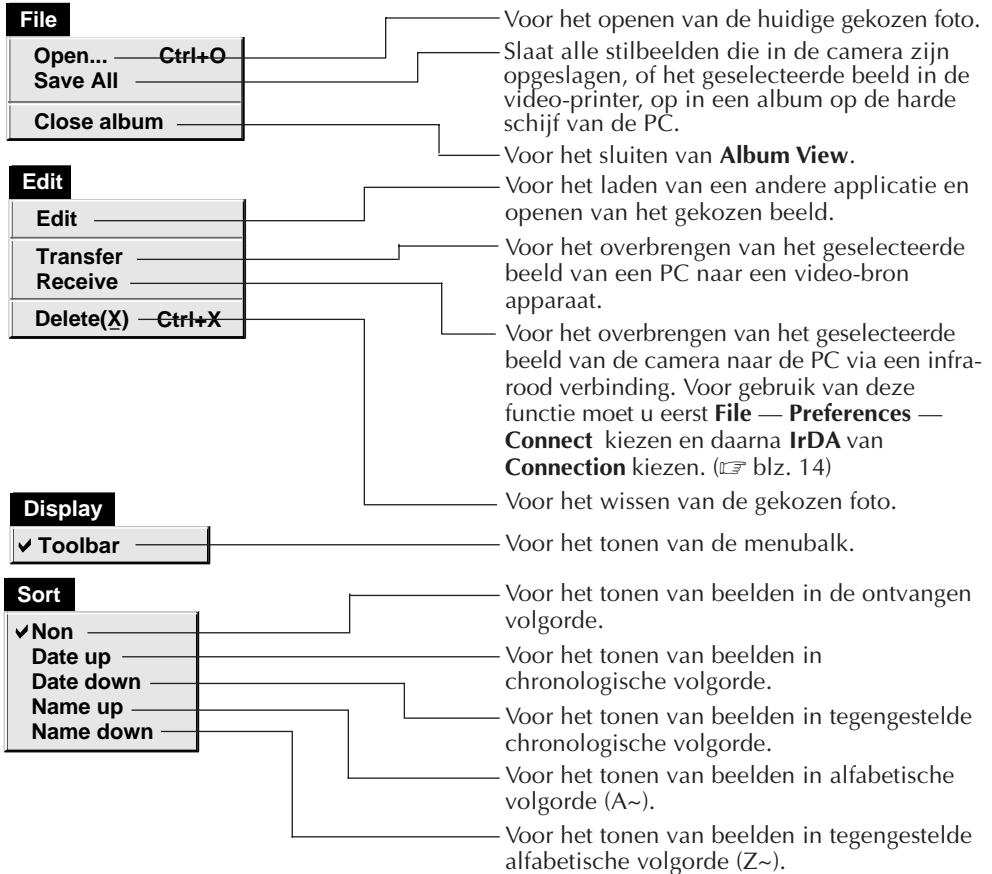 File
Open... Ctrl+O
Save All
Close album
Voor het openen van de huidige gekozen foto.
Slaat alle stilbeelden die in de camera zijn
opgeslagen, of het geselecteerde beeld in de
video-printer, op in een album op de harde
schijf van de PC.
Voor het sluiten van Album View.
Edit
Edit
Transfer
Receive
Delete(X) Ctrl+X
Voor het laden van een andere applicatie en
openen van het gekozen beeld.
Voor het overbrengen van het geselecteerde
beeld van een PC naar een video-bron
apparaat.
Voor het overbrengen van het geselecteerde
beeld van de camera naar de PC via een infra-
rood verbinding. Voor gebruik van deze
functie moet u eerst File — Preferences —
Connect kiezen en daarna IrDA van
Connection kiezen. (☞ blz. 14)
Voor het wissen van de gekozen foto.
Display
✓ Toolbar
Voor het tonen van de menubalk.
Sort
✓ Non
Date up
Date down
Name up
Name down
Voor het tonen van beelden in de ontvangen
volgorde.
Voor het tonen van beelden in
chronologische volgorde.
Voor het tonen van beelden in tegengestelde
chronologische volgorde.
Voor het tonen van beelden in alfabetische
volgorde (A~).
Voor het tonen van beelden in tegengestelde
alfabetische volgorde (Z~).